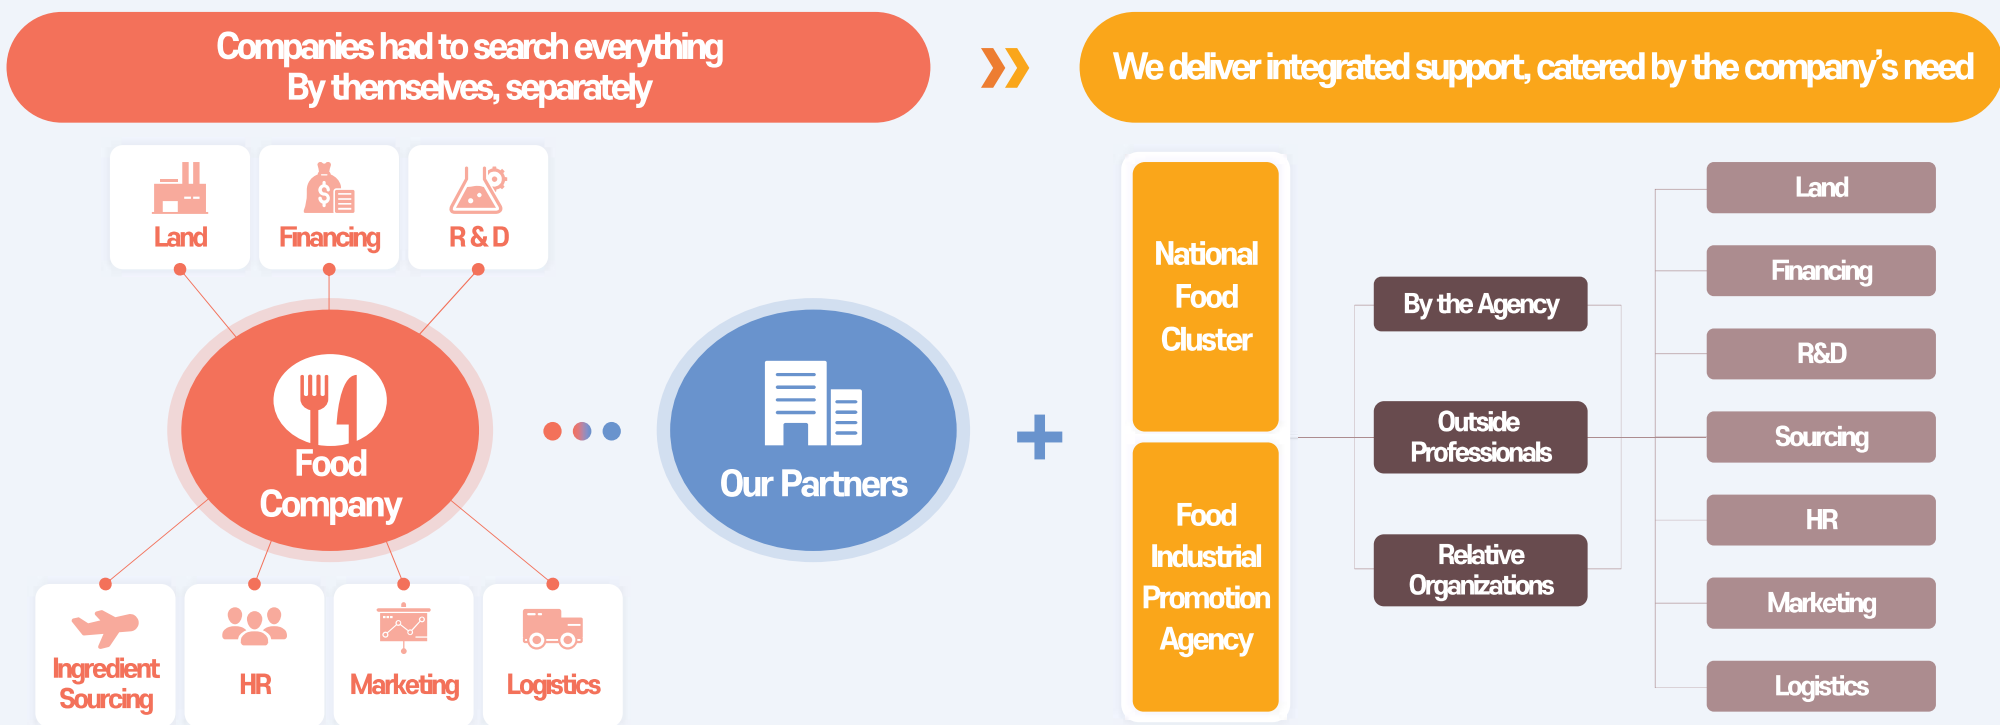 Companies had to search everything
By themselves, separately
We deliver integrated support, catered by the company's need
Land
Financing
R & D
Food
Company
Our Partners
Ingredient
Sourcing
HR
Marketing
Logistics
National
Food
Cluster
Food
Industrial
Promotion
Agency
By the Agency
Outside
Professionals
Relative
Organizations
Land
Financing
R&D
Sourcing
HR
Marketing
Logistics